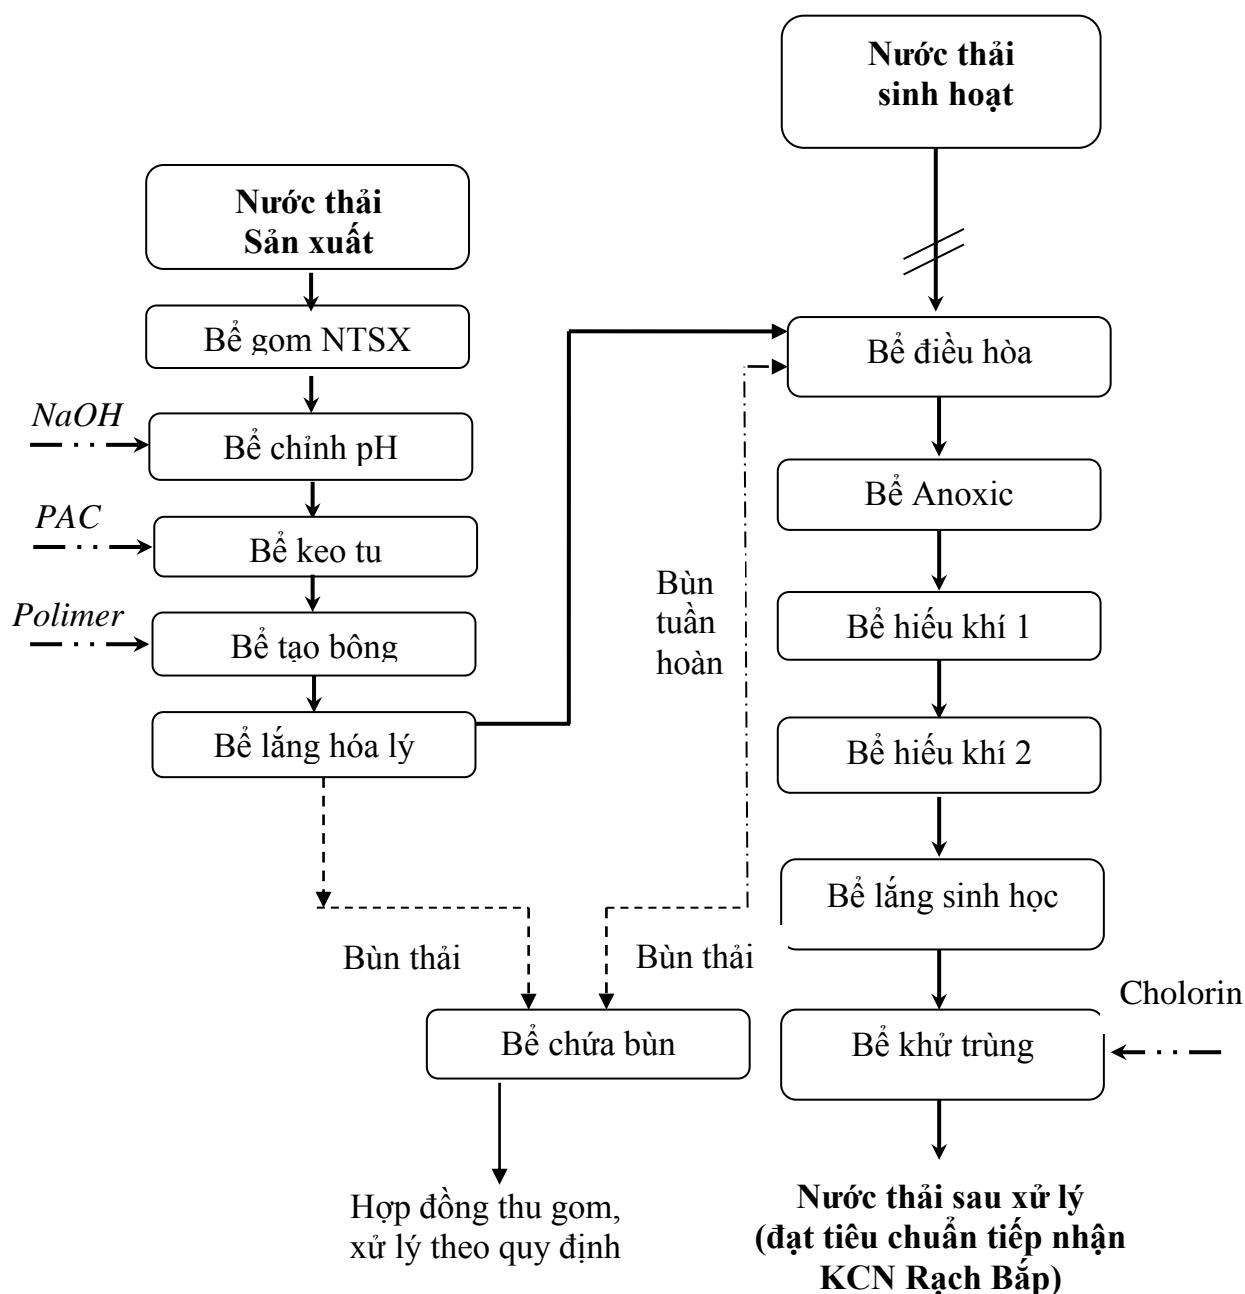 Nước thải
sinh hoạt
Nước thải
Sản xuất
Bể gom NTSX
Bể điều hòa
NaOH
Bể chỉnh pH
Bể Anoxic
PAC
Bể keo tu
Polimer
Bể tạo bông
Bùn
tuần
hoàn
Bể hiếu khí 1
Bể lắng hóa lý
Bể hiếu khí 2
Bể lắng sinh học
Bùn thải
Bùn thải
Cholorin
Bể chứa bùn
Bể khử trùng
Hợp đồng thu gom,
xử lý theo quy định
Nước thải sau xử lý
(đạt tiêu chuẩn tiếp nhận
KCN Rạch Bắp)